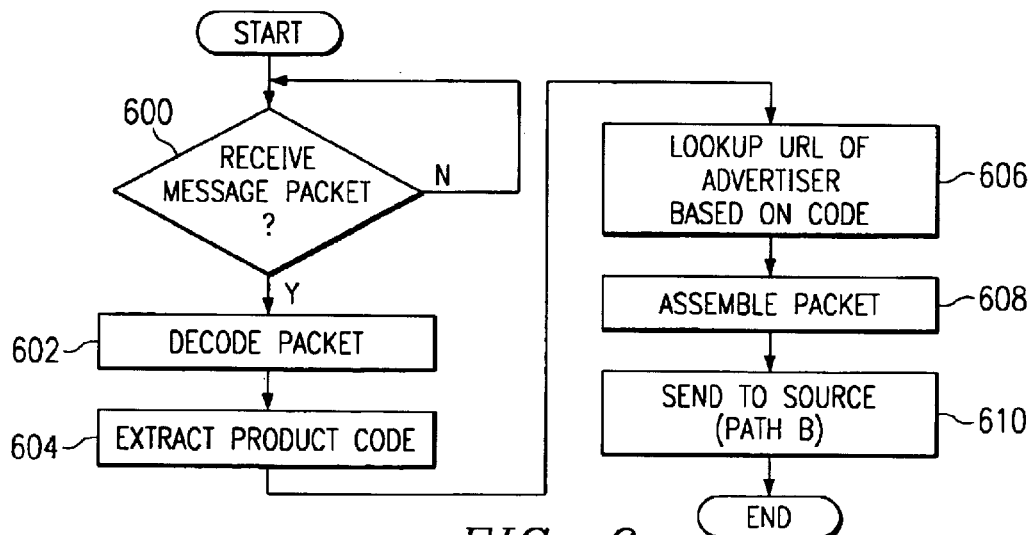 START
600
RECEIVE
MESSAGE PACKET
?
N
Y
602
DECODE PACKET
604
EXTRACT PRODUCT CODE
LOOKUP URL OF
ADVERTISER
BASED ON CODE
606
ASSEMBLE PACKET
608
SEND TO SOURCE
(PATH B)
610
END